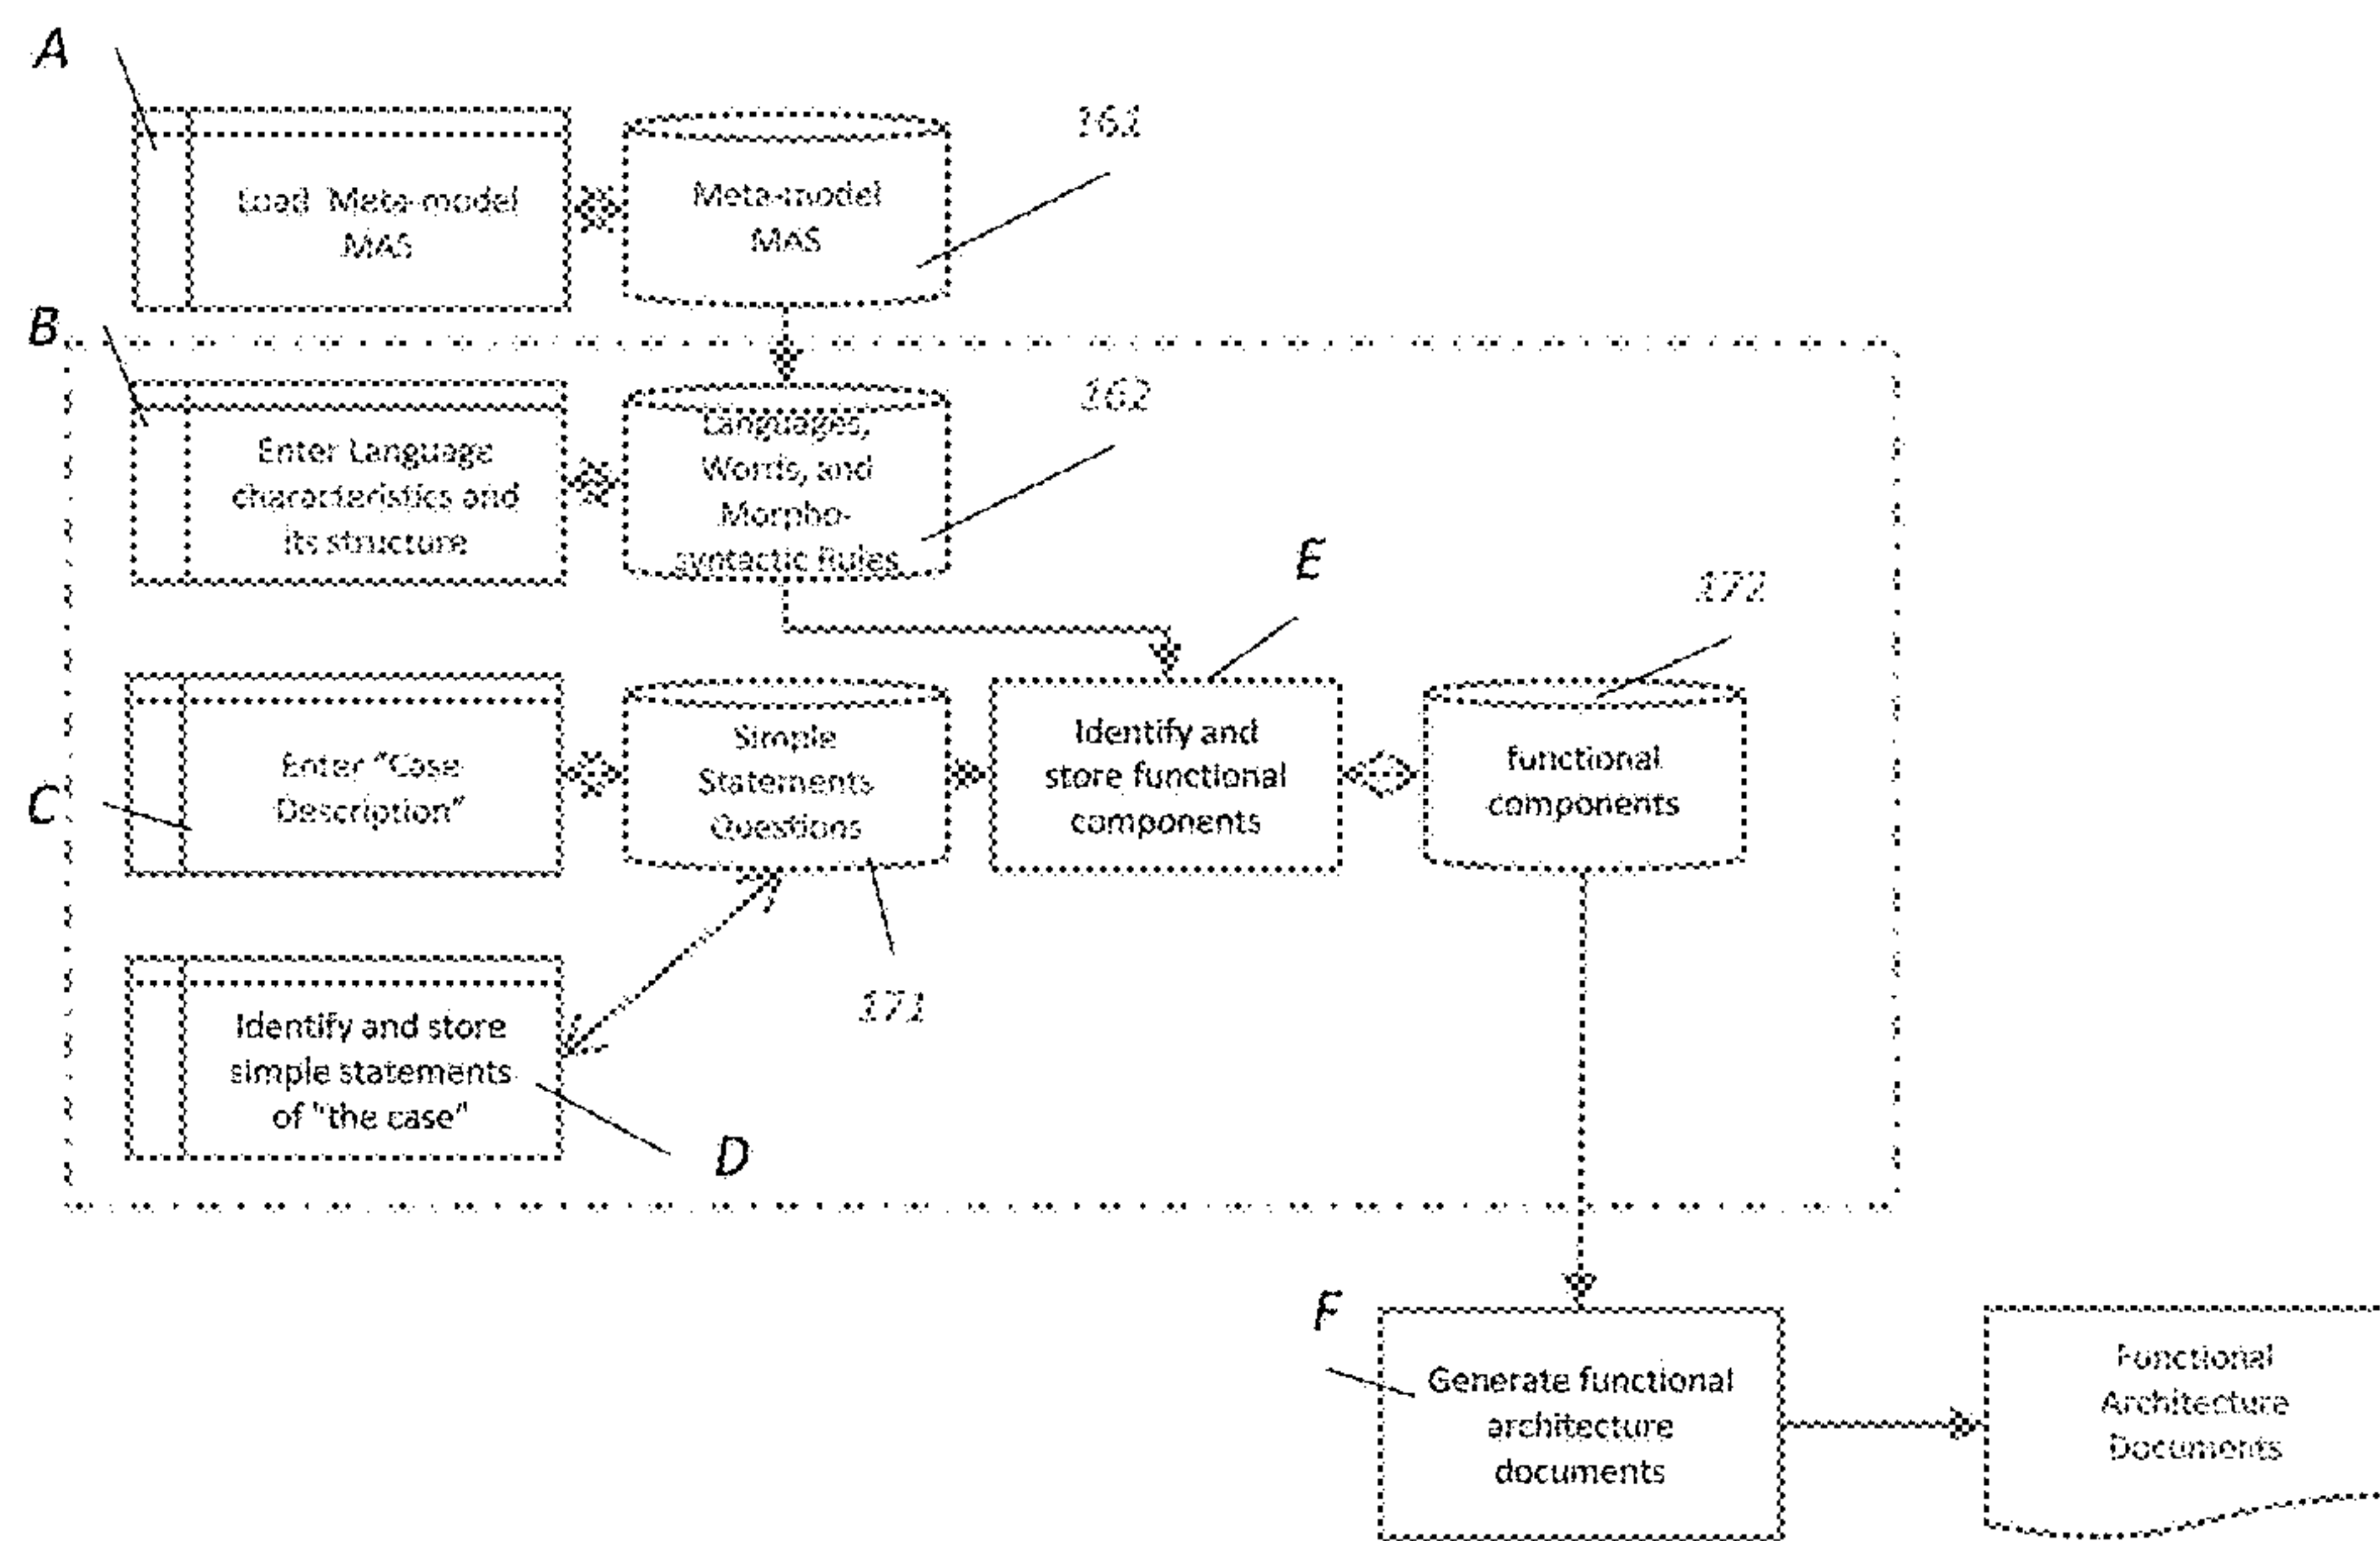 A
161
Load Meta-model
MAS
Meta-model
MAS
B
162
Enter Language
characteristics and
its structure
Languages,
Words, and
Morpho-
syntactic Rules
E
172
C
Enter "Case
Description"
Simple
Statements
Questions
Identify and
store functional
components
functional
components
171
Identify and store
simple statements
of "the case"
D
F
Generate functional
architecture
documents
Functional
Architecture
Documents